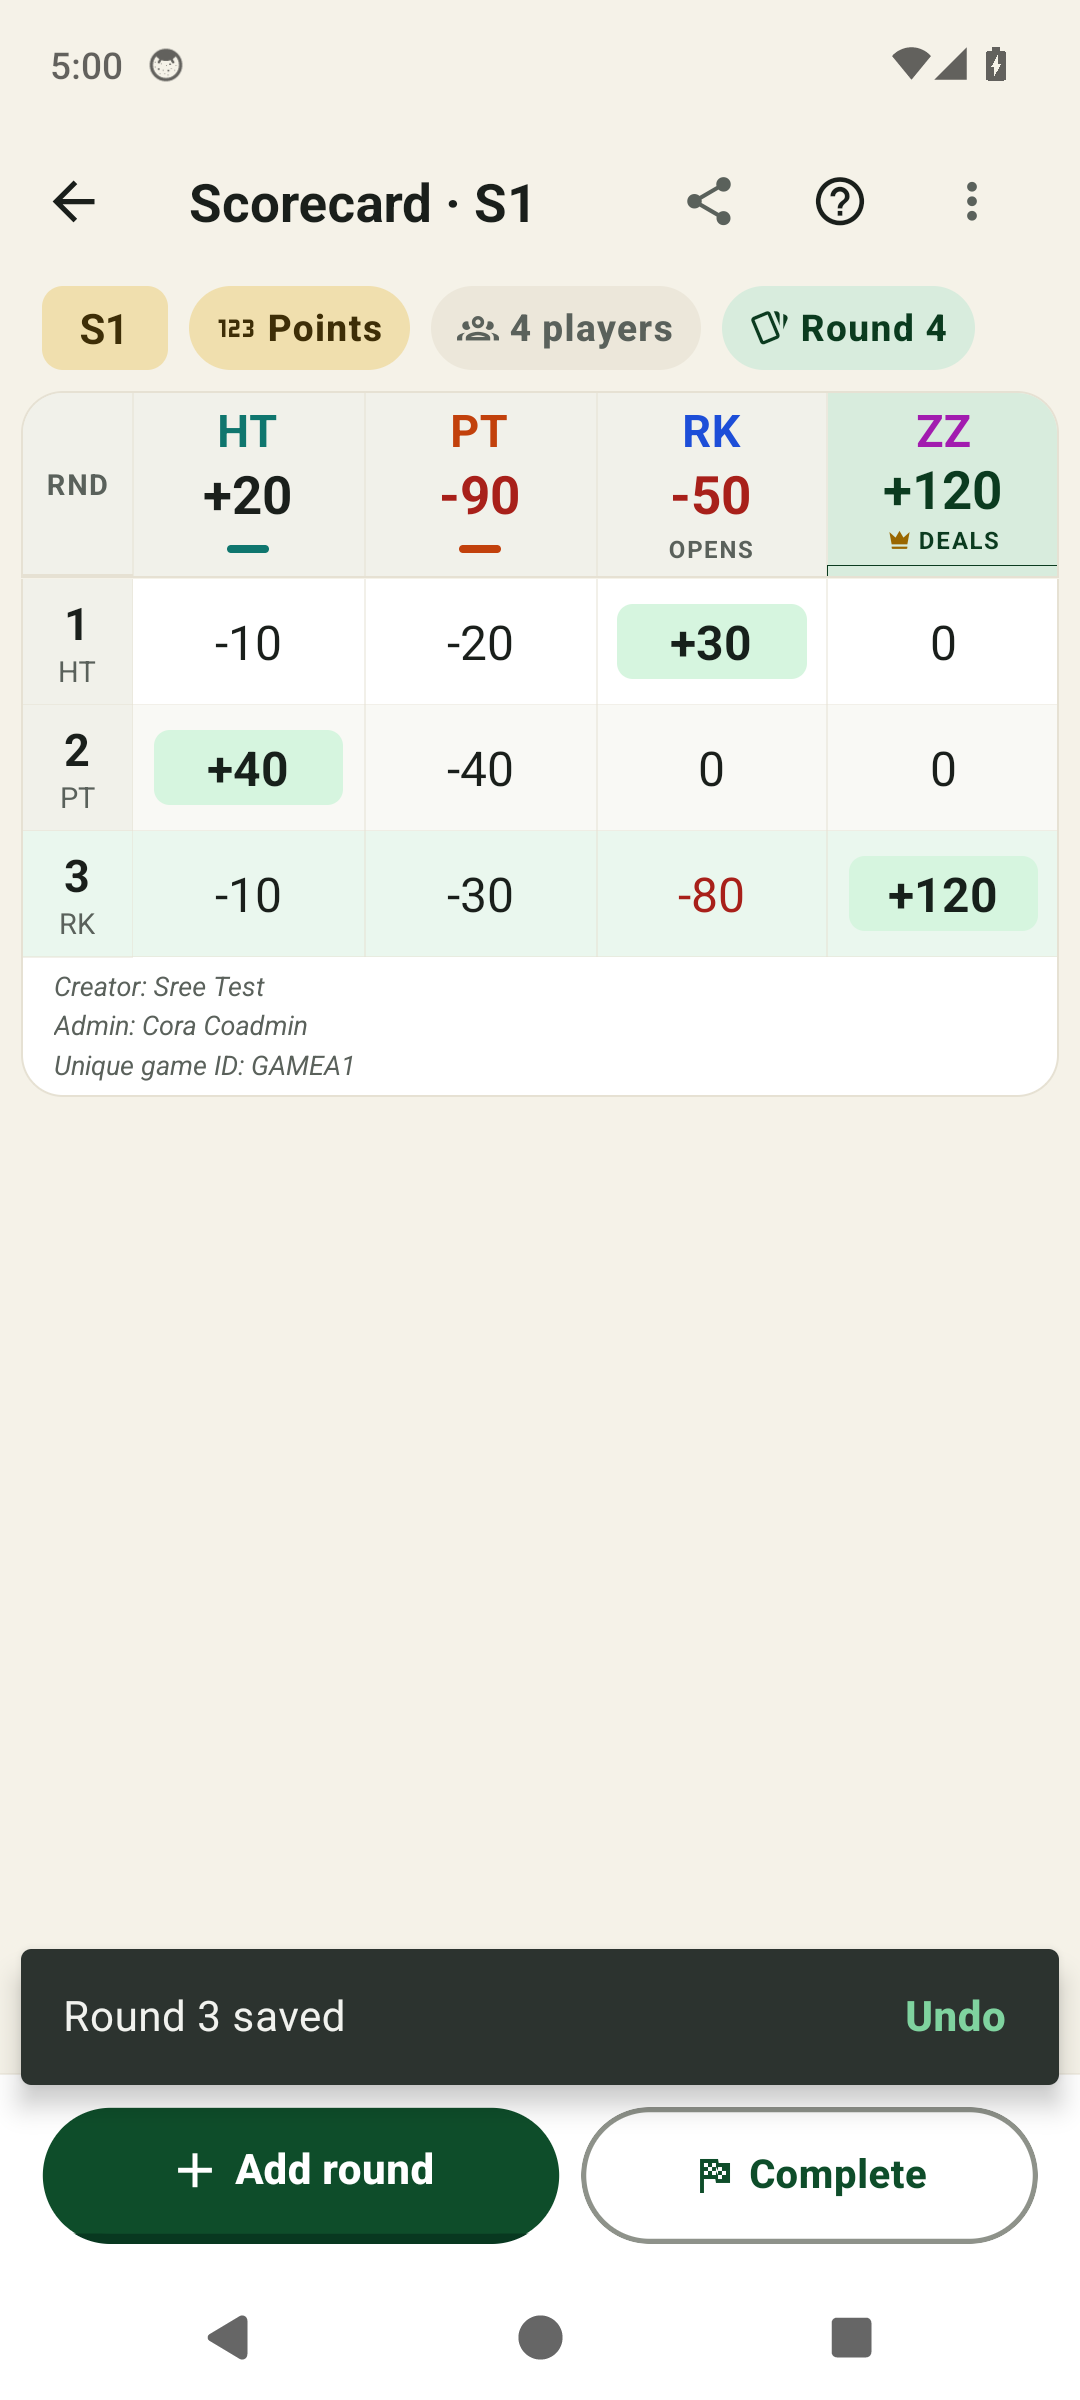 5:00
Scorecard · S1
S1
123 Points
4 players
Round 4
RND HT PT RK ZZ
+20 -90 -50 +120
OPENS DEALS
1 -10 -20 +30 0
HT
2 +40 -40 0 0
PT
3 -10 -30 -80 +120
RK
Creator: Sree Test
Admin: Cora Coadmin
Unique game ID: GAMEA1
Round 3 saved Undo
Add round Complete